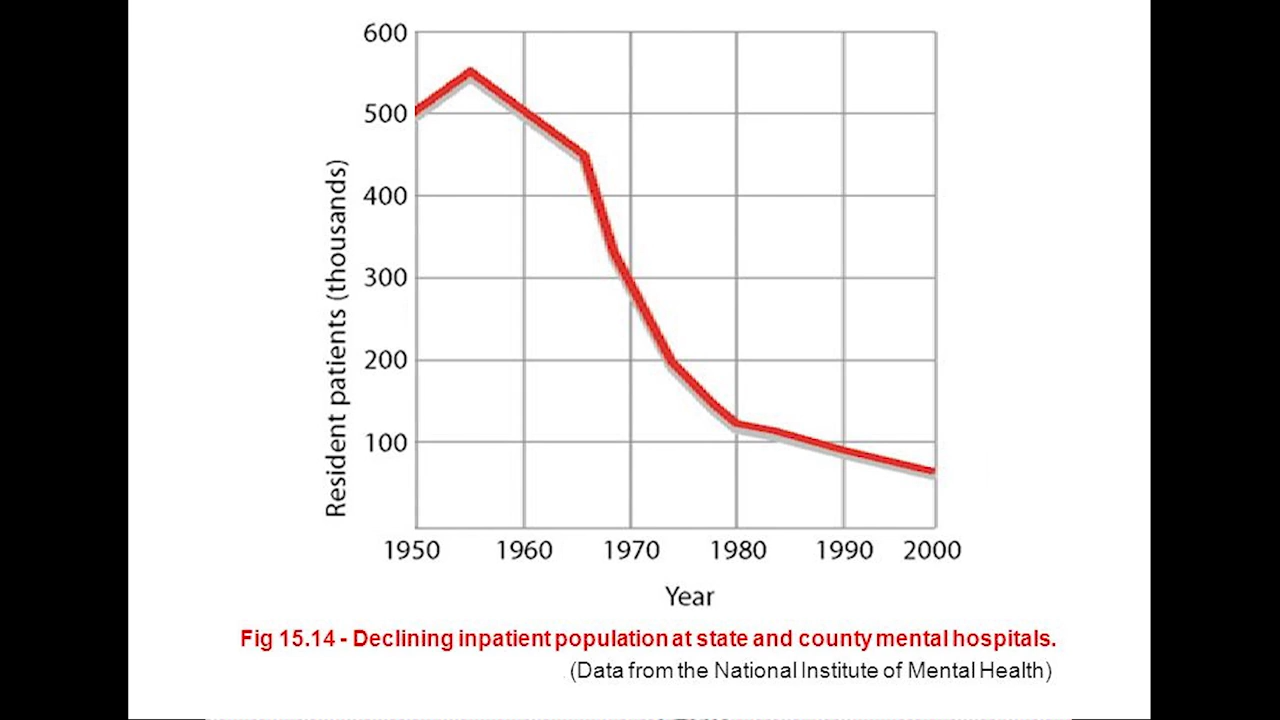 600
500
400
300
200
100
Resident patients (thousands)
1950 1960 1970 1980 1990 2000
Year
Fig 15.14 - Declining inpatient population at state and county mental hospitals.
(Data from the National Institute of Mental Health)